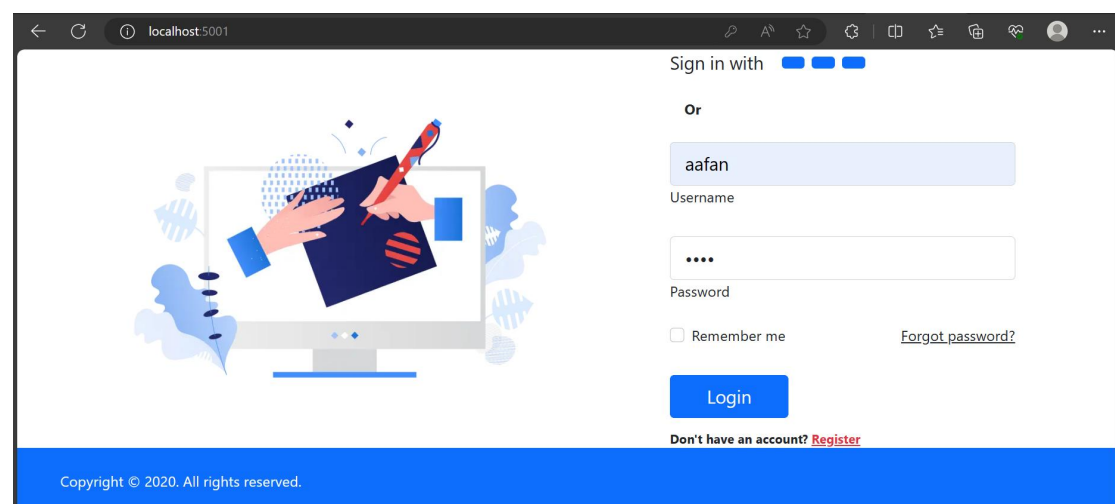 localhost:5001
Sign in with
Or
aafan
Username
••••
Password
Remember me
Forgot password?
Login
Don't have an account? Register
Copyright © 2020. All rights reserved.